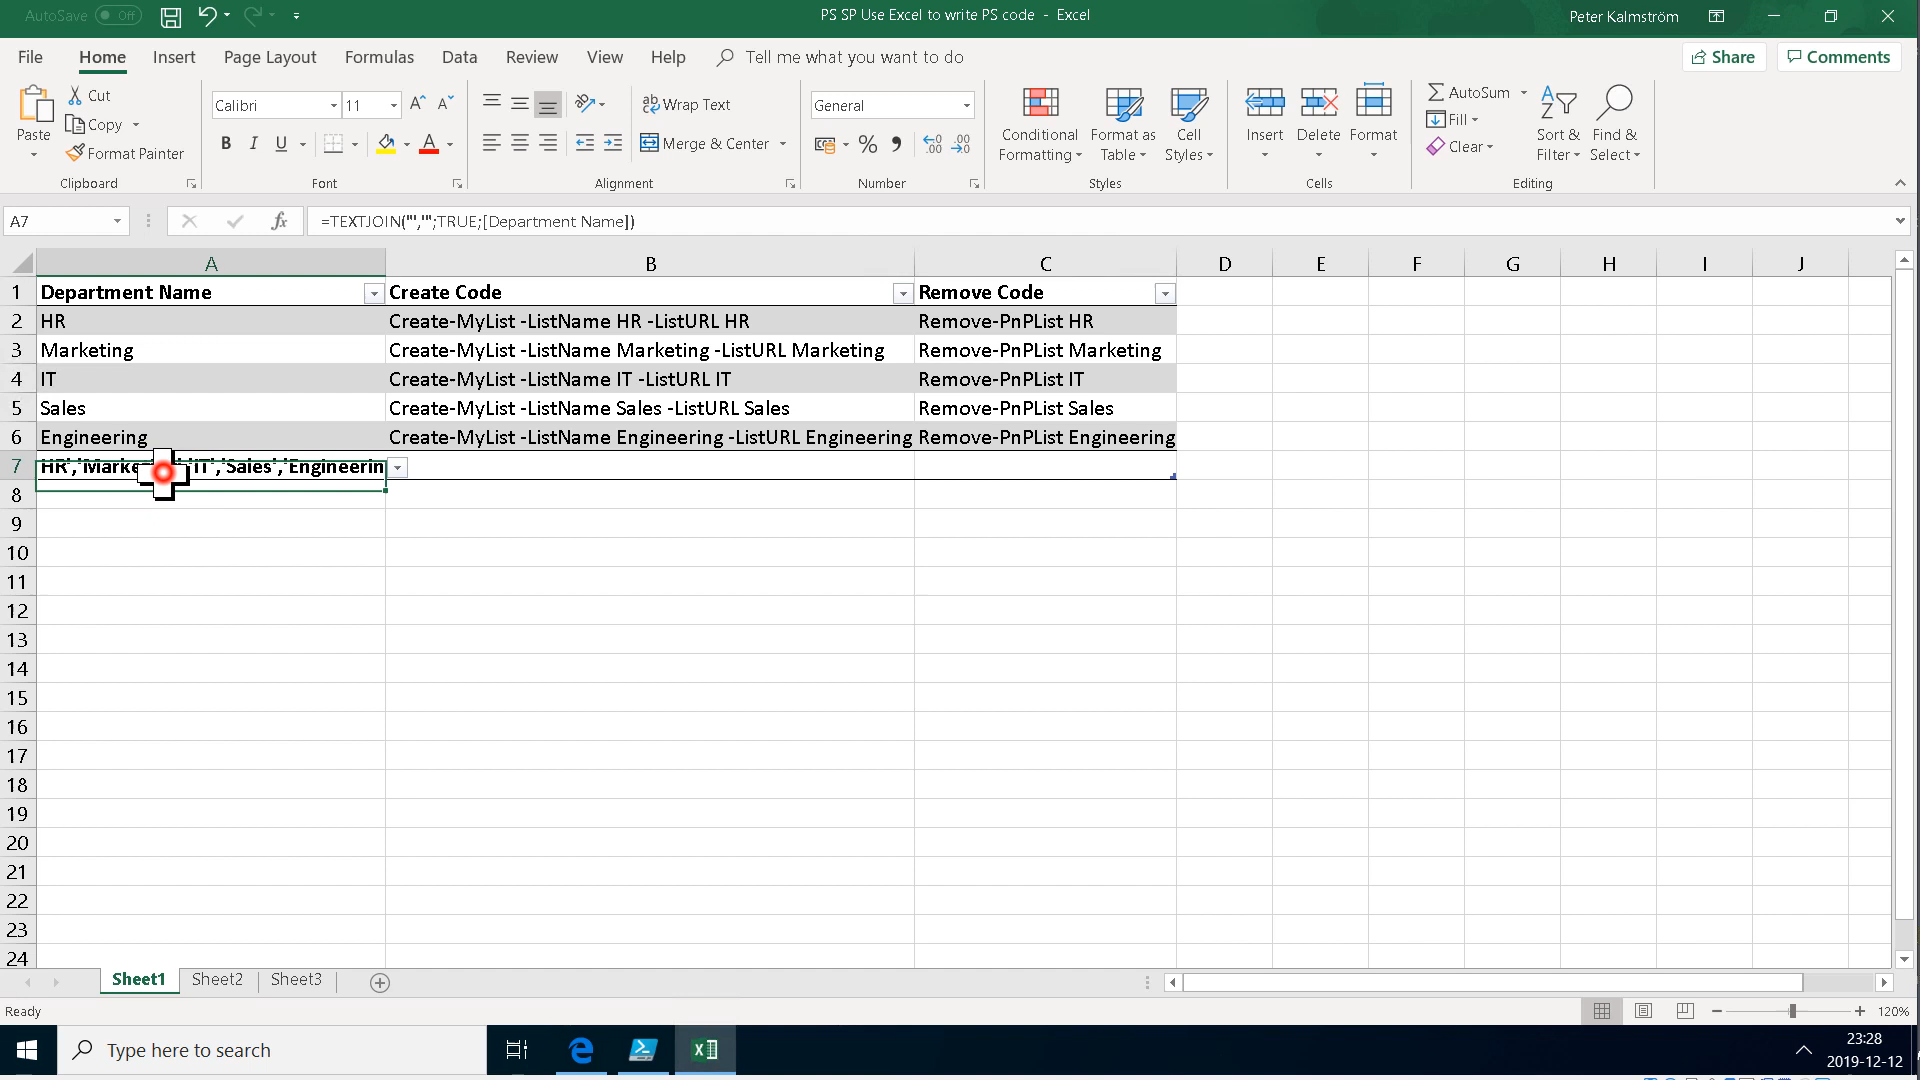 AutoSave Off
PS SP Use Excel to write PS code - Excel
Peter Kalmström
File Home Insert Page Layout Formulas Data Review View Help Tell me what you want to do Share Comments
Paste Cut Copy Format Painter
Clipboard
Calibri 11
B I U A
Font
Wrap Text
Merge & Center
Alignment
General
%
Number
Conditional Formatting
Format as Table
Cell Styles
Styles
Insert Delete Format
Cells
AutoSum
Fill
Clear
Sort & Filter
Find & Select
Editing
A7 fx =TEXTJOIN("','";TRUE;[Department Name])
A B C D E F G H I J
1 Department Name Create Code Remove Code
2 HR Create-MyList -ListName HR -ListURL HR Remove-PnPList HR
3 Marketing Create-MyList -ListName Marketing -ListURL Marketing Remove-PnPList Marketing
4 IT Create-MyList -ListName IT -ListURL IT Remove-PnPList IT
5 Sales Create-MyList -ListName Sales -ListURL Sales Remove-PnPList Sales
6 Engineering Create-MyList -ListName Engineering -ListURL Engineering Remove-PnPList Engineering
7 HR','Marke 'IT','Sales','Engineerin
8
9
10
11
12
13
14
15
16
17
18
19
20
21
22
23
24
Sheet1 Sheet2 Sheet3
Ready
120%
Type here to search
23:28
2019-12-12